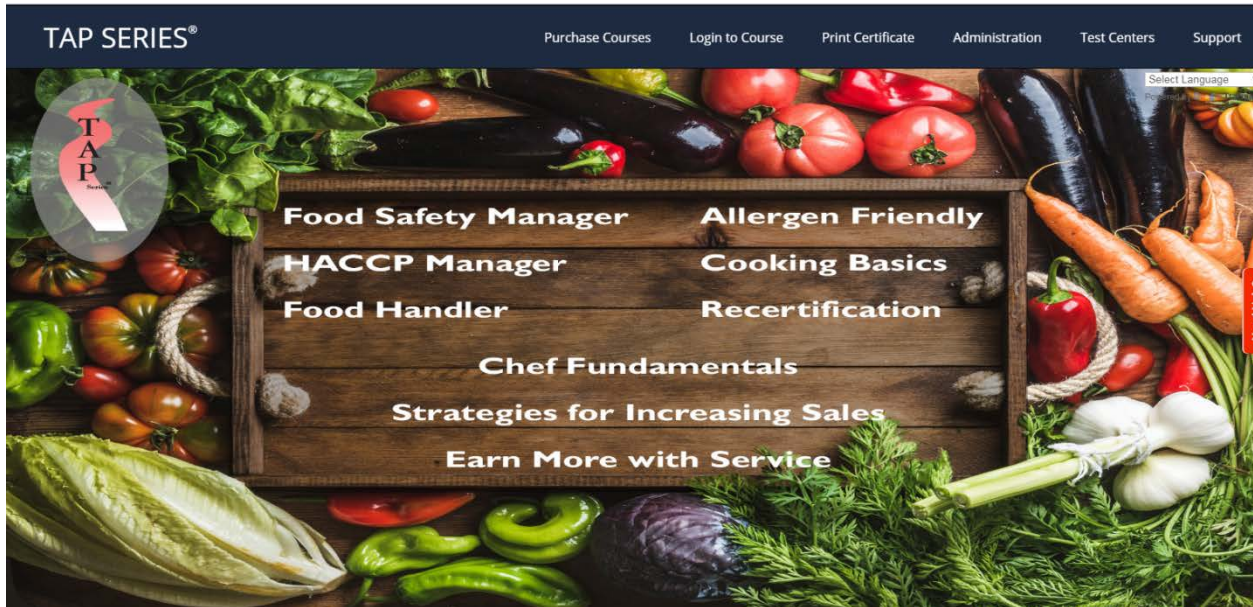 TAP SERIES®
Purchase Courses Login to Course Print Certificate Administration Test Centers Support
Select Language
TAP
Series
Food Safety Manager Allergen Friendly
HACCP Manager Cooking Basics
Food Handler Recertification
Chef Fundamentals
Strategies for Increasing Sales
Earn More with Service